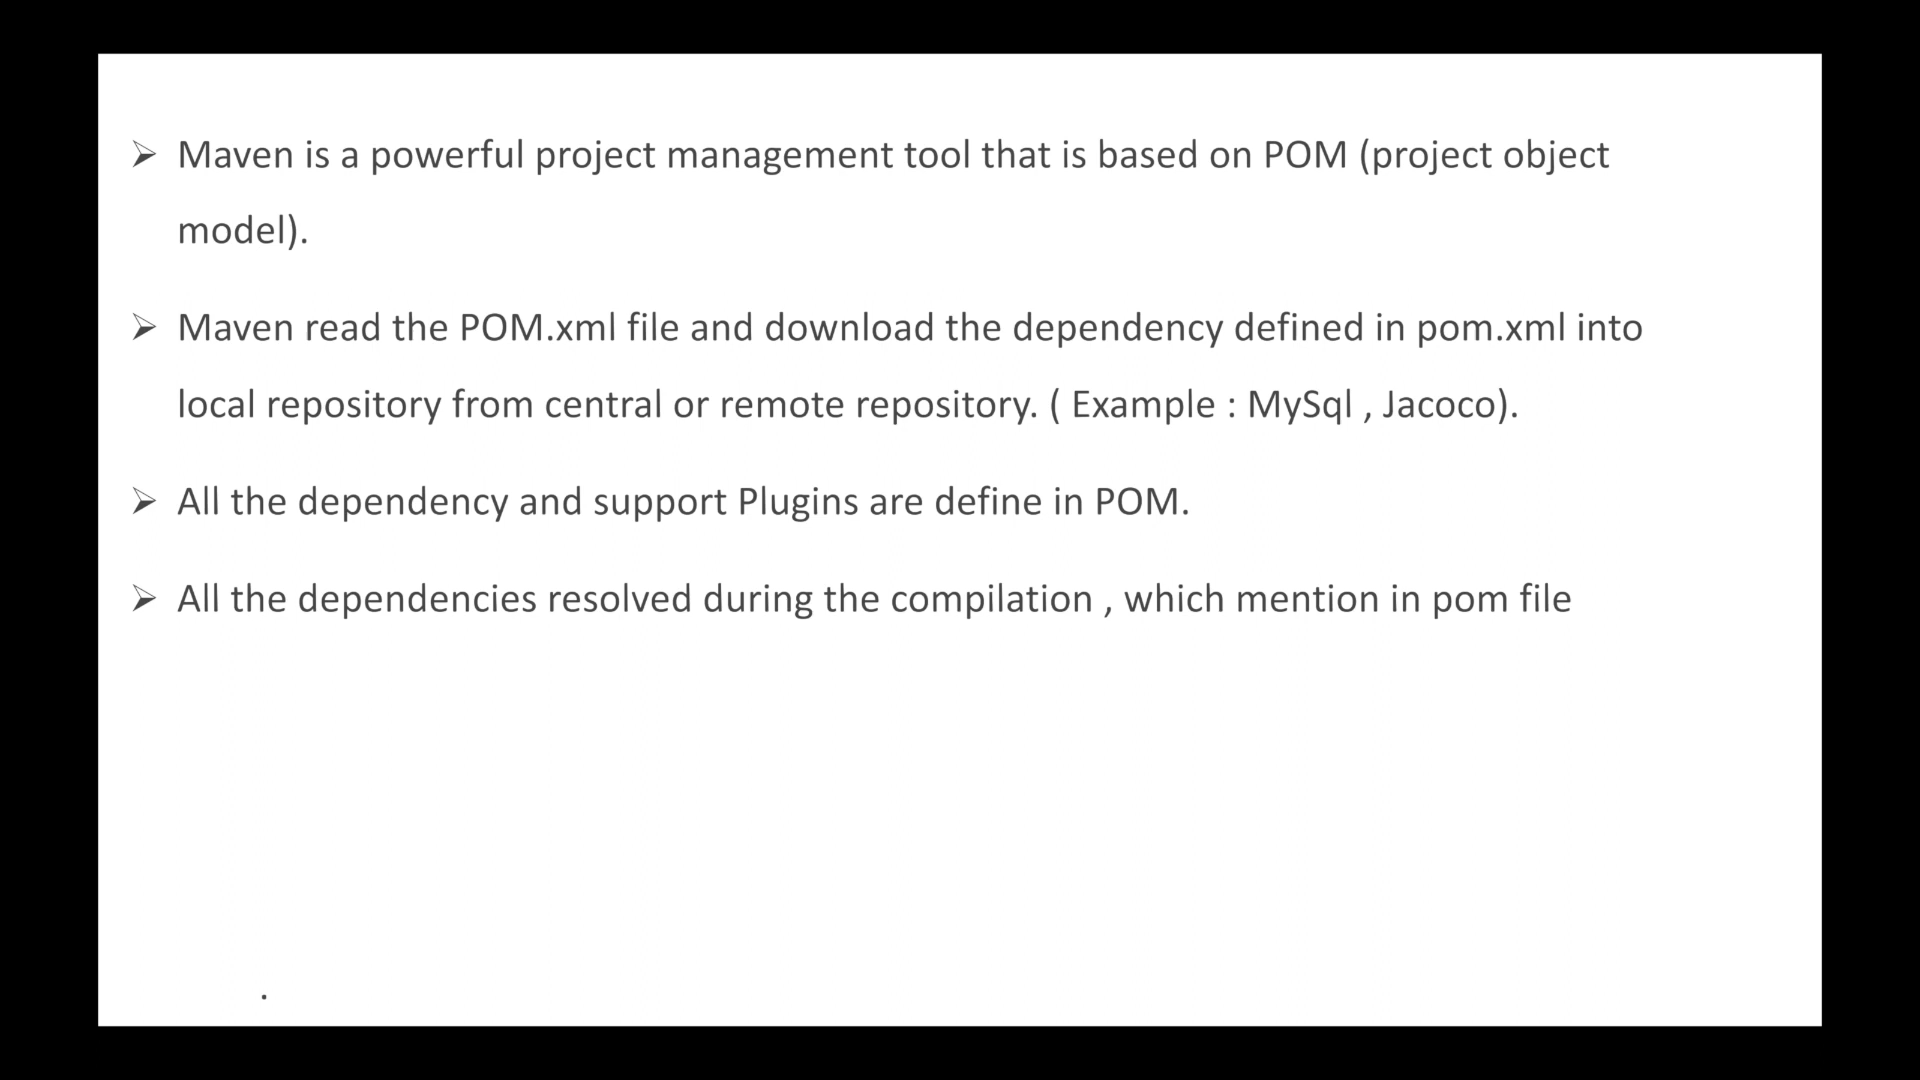 ➢ Maven is a powerful project management tool that is based on POM (project object
model).
➢ Maven read the POM.xml file and download the dependency defined in pom.xml into
local repository from central or remote repository. ( Example : MySql , Jacoco).
➢ All the dependency and support Plugins are define in POM.
➢ All the dependencies resolved during the compilation , which mention in pom file
.